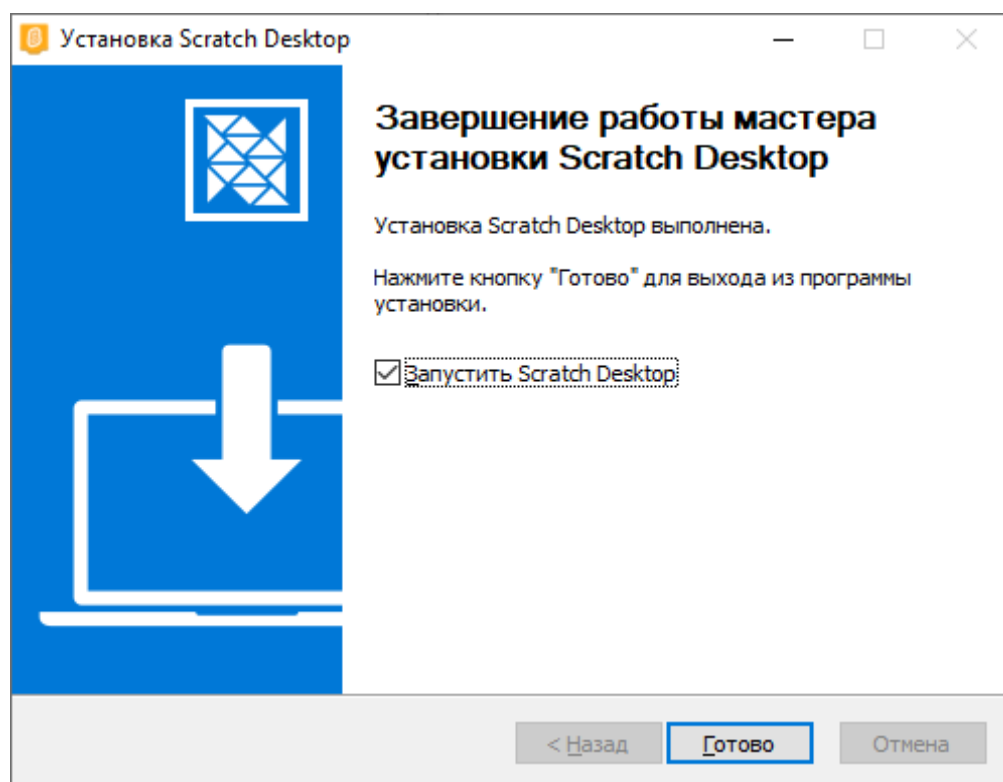 Установка Scratch Desktop
Завершение работы мастера
установки Scratch Desktop
Установка Scratch Desktop выполнена.
Нажмите кнопку "Готово" для выхода из программы
установки.
Запустить Scratch Desktop
< Назад
Готово
Отмена